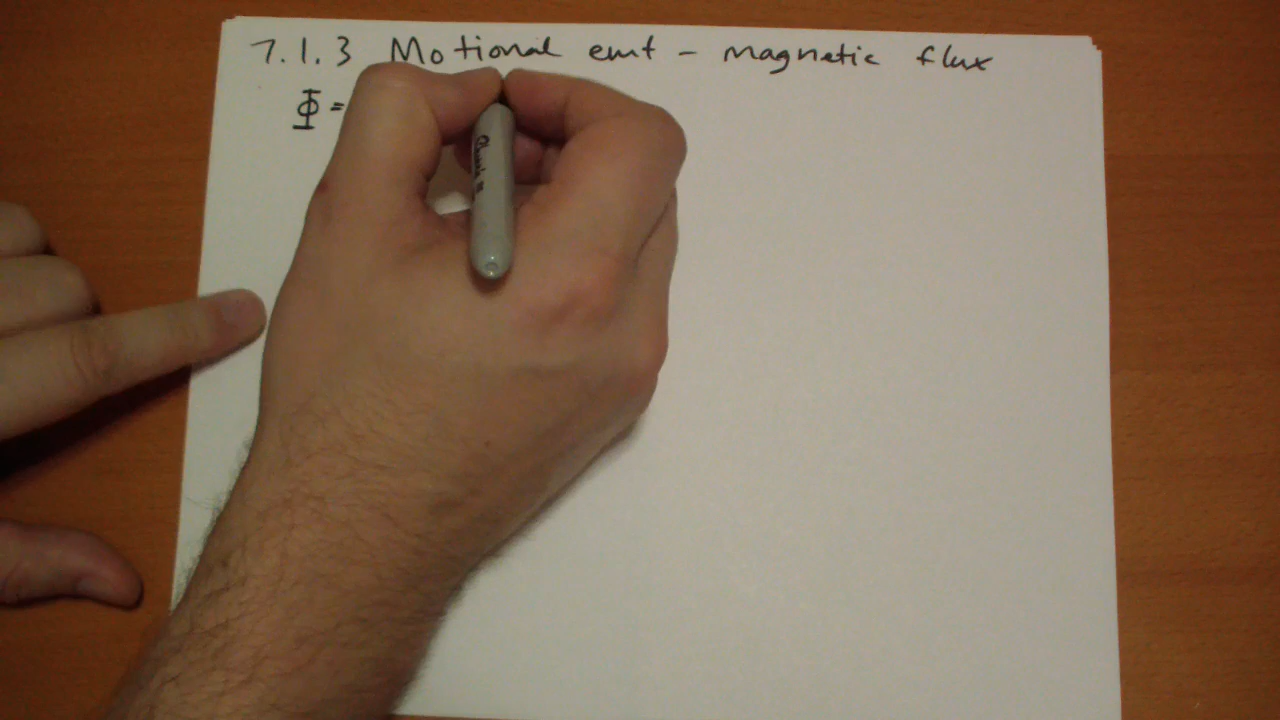 7.1.3 Motional emf - magnetic flux
Φ =